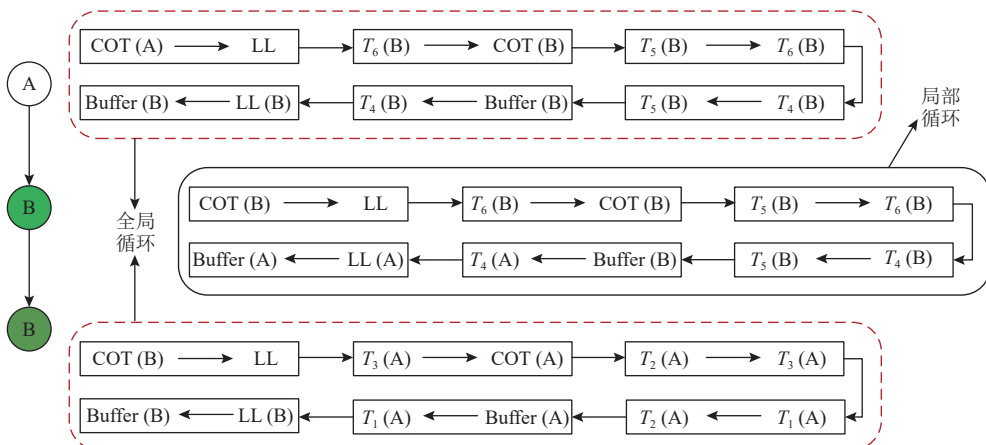 COT (A) LL T₆ (B) COT (B) T₅ (B) T₆ (B)
Buffer (B) LL (B) T₄ (B) Buffer (B) T₅ (B) T₄ (B)
A
B
B
局部
循环
COT (B) LL T₆ (B) COT (B) T₅ (B) T₆ (B)
Buffer (A) LL (A) T₄ (A) Buffer (B) T₅ (B) T₄ (B)
全局
循环
COT (B) LL T₃ (A) COT (A) T₂ (A) T₃ (A)
Buffer (B) LL (B) T₁ (A) Buffer (A) T₂ (A) T₁ (A)